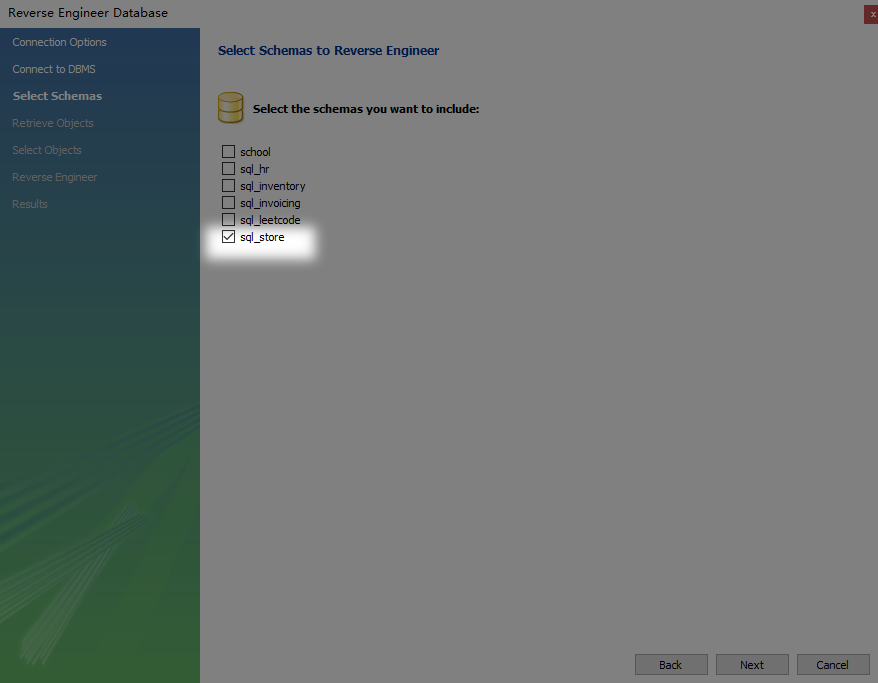 Reverse Engineer Database
x
Connection Options
Connect to DBMS
Select Schemas
Retrieve Objects
Select Objects
Reverse Engineer
Results
Select Schemas to Reverse Engineer
Select the schemas you want to include:
school
sql_hr
sql_inventory
sql_invoicing
sql_leetcode
sql_store
Back
Next
Cancel